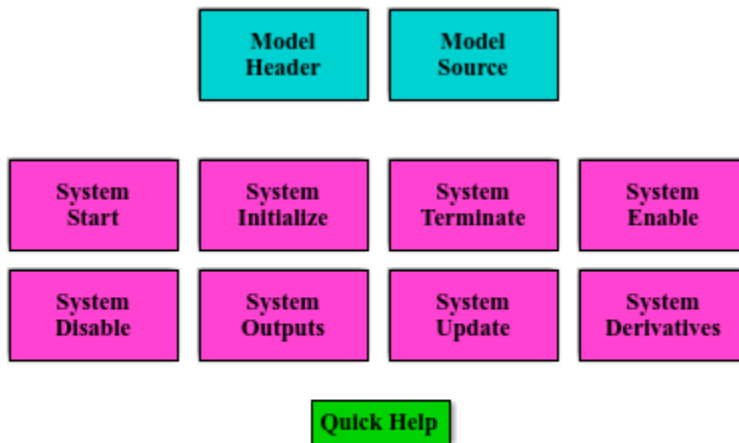 Model
Header
Model
Source
System
Start
System
Initialize
System
Terminate
System
Enable
System
Disable
System
Outputs
System
Update
System
Derivatives
Quick Help